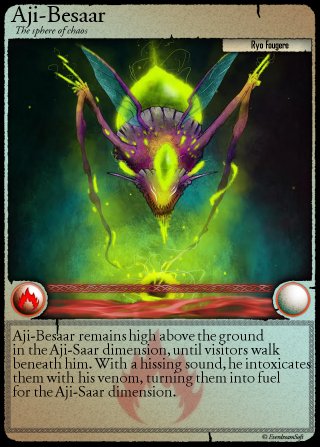 Aji-Besaar
The sphere of chaos
Ryo Fougere
Aji-Besaar remains high above the ground
in the Aji-Saar dimension, until visitors walk
beneath him. With a hissing sound, he intoxicates
them with his venom, turning them into fuel
for the Aji-Saar dimension.
© EverdreamSoft